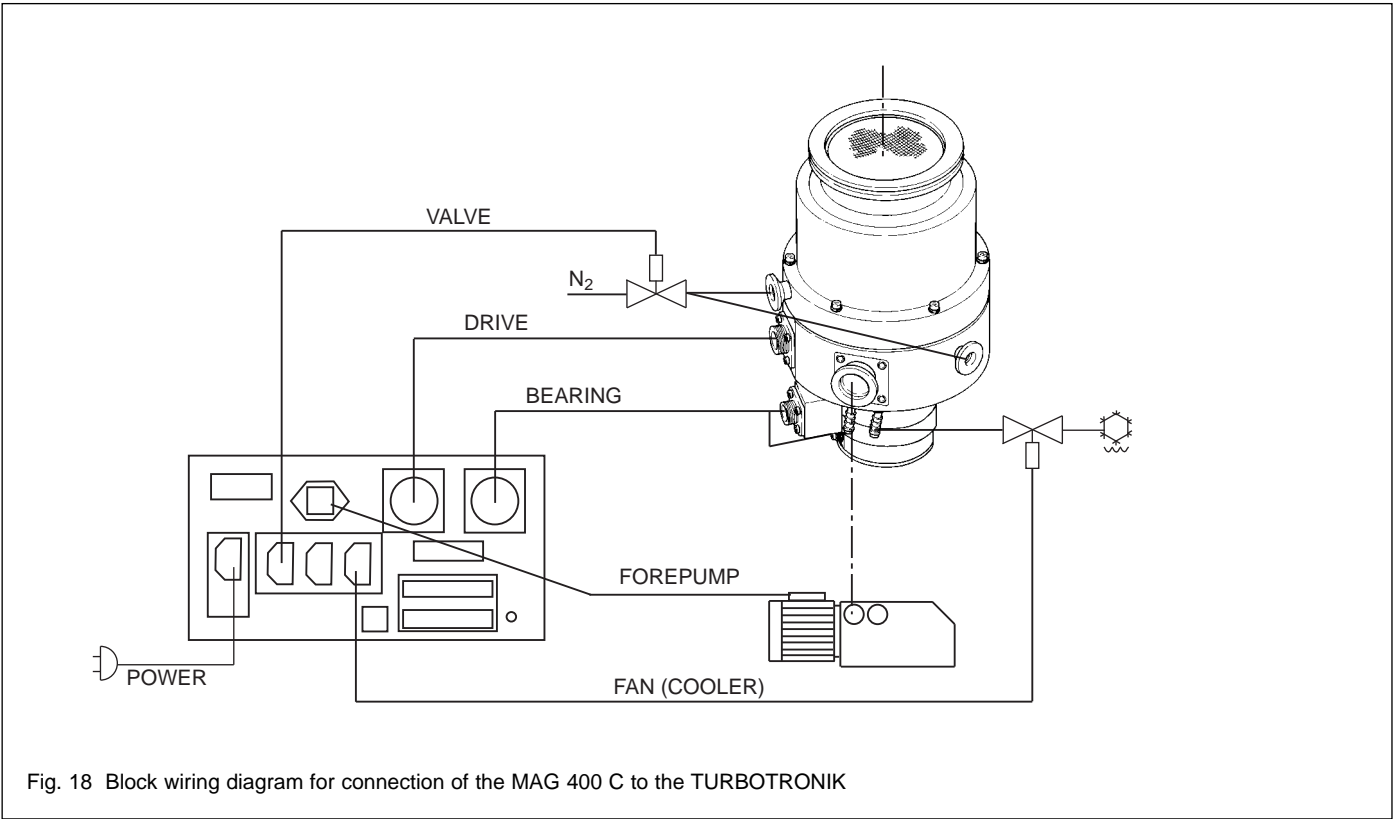 VALVE
N2
DRIVE
BEARING
FOREPUMP
POWER
FAN (COOLER)
Fig. 18 Block wiring diagram for connection of the MAG 400 C to the TURBOTRONIK